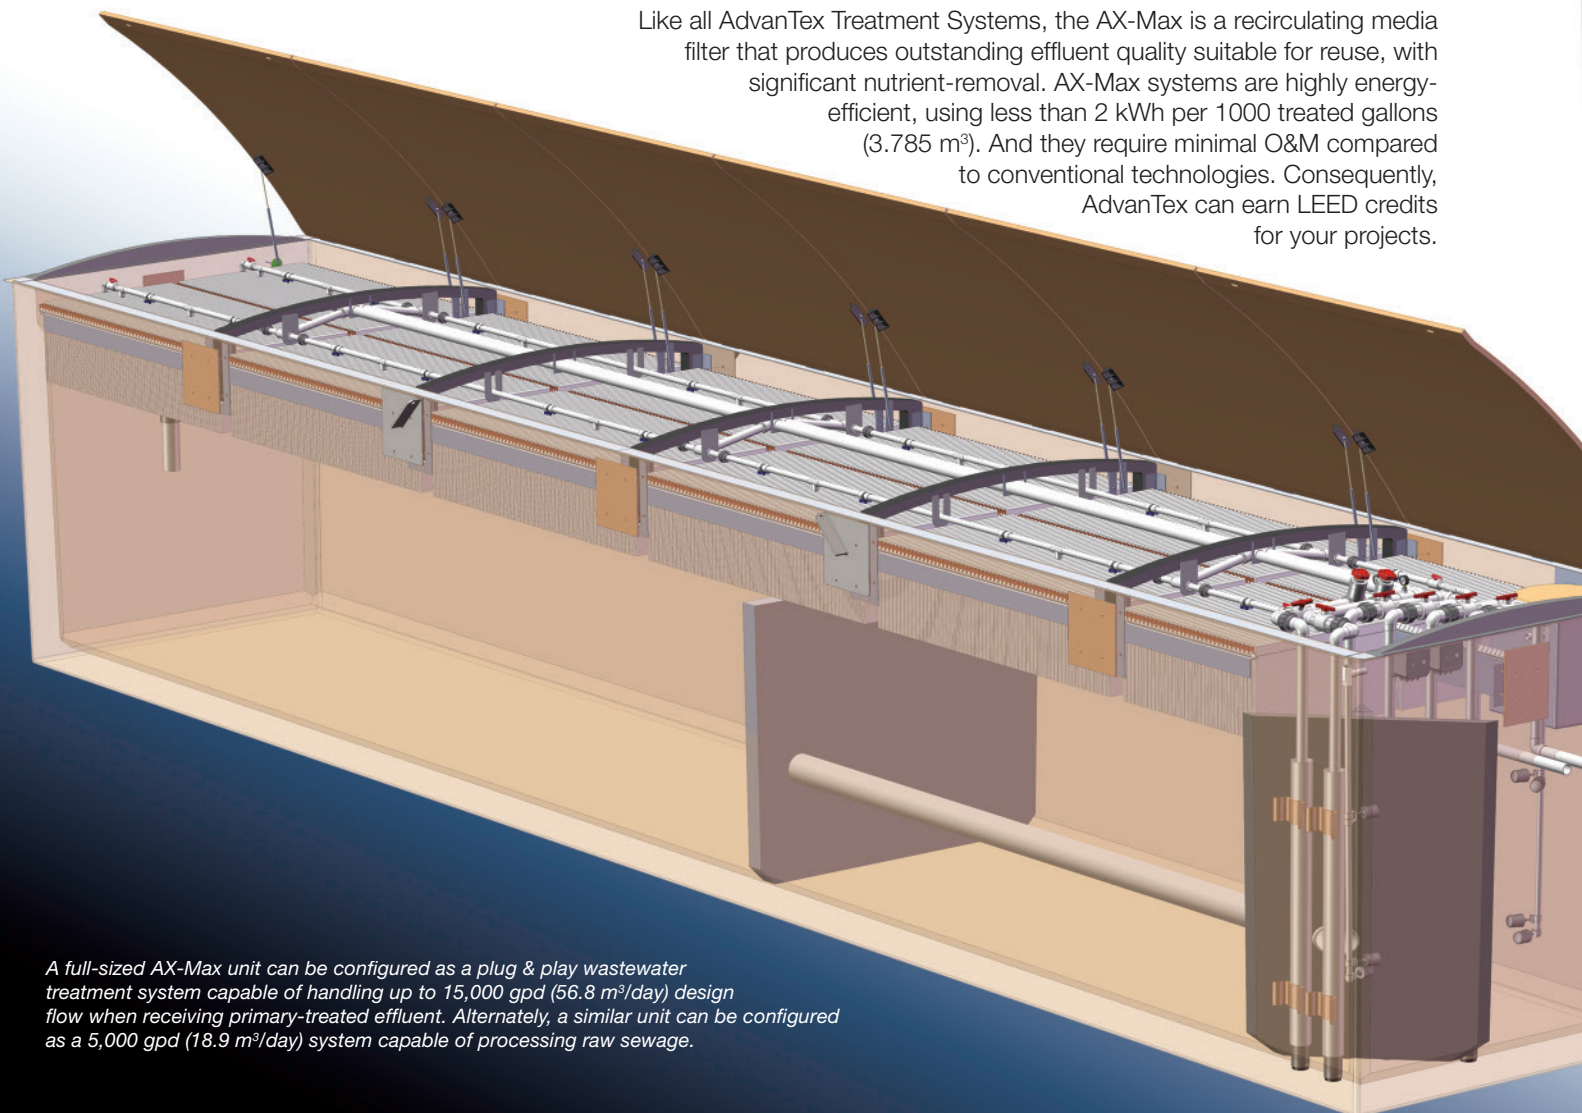 Like all AdvanTex Treatment Systems, the AX-Max is a recirculating media
filter that produces outstanding effluent quality suitable for reuse, with
significant nutrient-removal. AX-Max systems are highly energy-
efficient, using less than 2 kWh per 1000 treated gallons
(3.785 m³). And they require minimal O&M compared
to conventional technologies. Consequently,
AdvanTex can earn LEED credits
for your projects.
A full-sized AX-Max unit can be configured as a plug & play wastewater
treatment system capable of handling up to 15,000 gpd (56.8 m³/day) design
flow when receiving primary-treated effluent. Alternately, a similar unit can be configured
as a 5,000 gpd (18.9 m³/day) system capable of processing raw sewage.